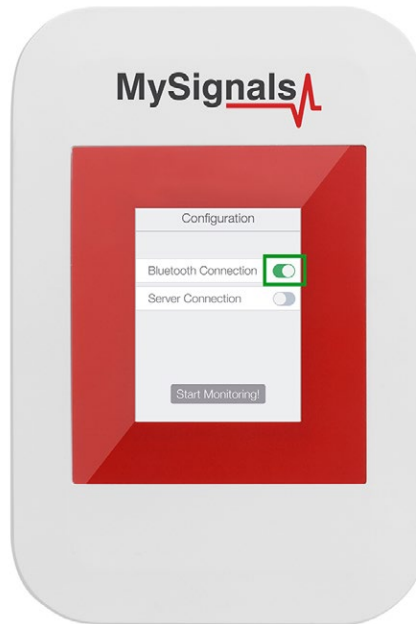 MySignals
Configuration
Bluetooth Connection
Server Connection
Start Monitoring!